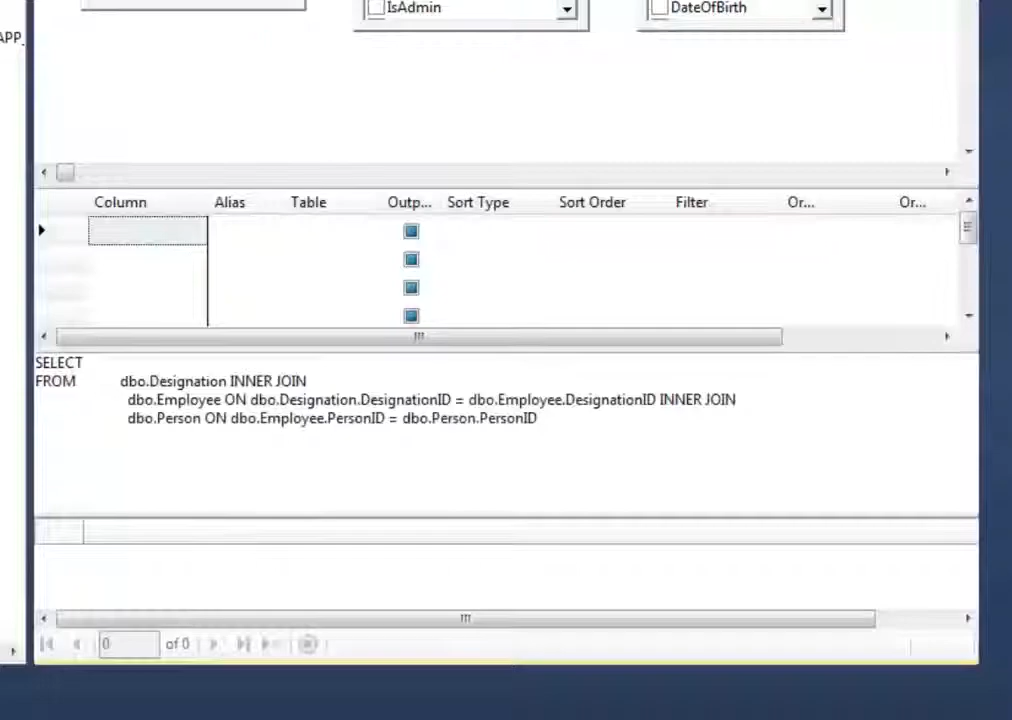 IsAdmin
DateOfBirth
APP_
Column Alias Table Outp... Sort Type Sort Order Filter Or... Or...
SELECT
FROM dbo.Designation INNER JOIN
dbo.Employee ON dbo.Designation.DesignationID = dbo.Employee.DesignationID INNER JOIN
dbo.Person ON dbo.Employee.PersonID = dbo.Person.PersonID
0 of 0